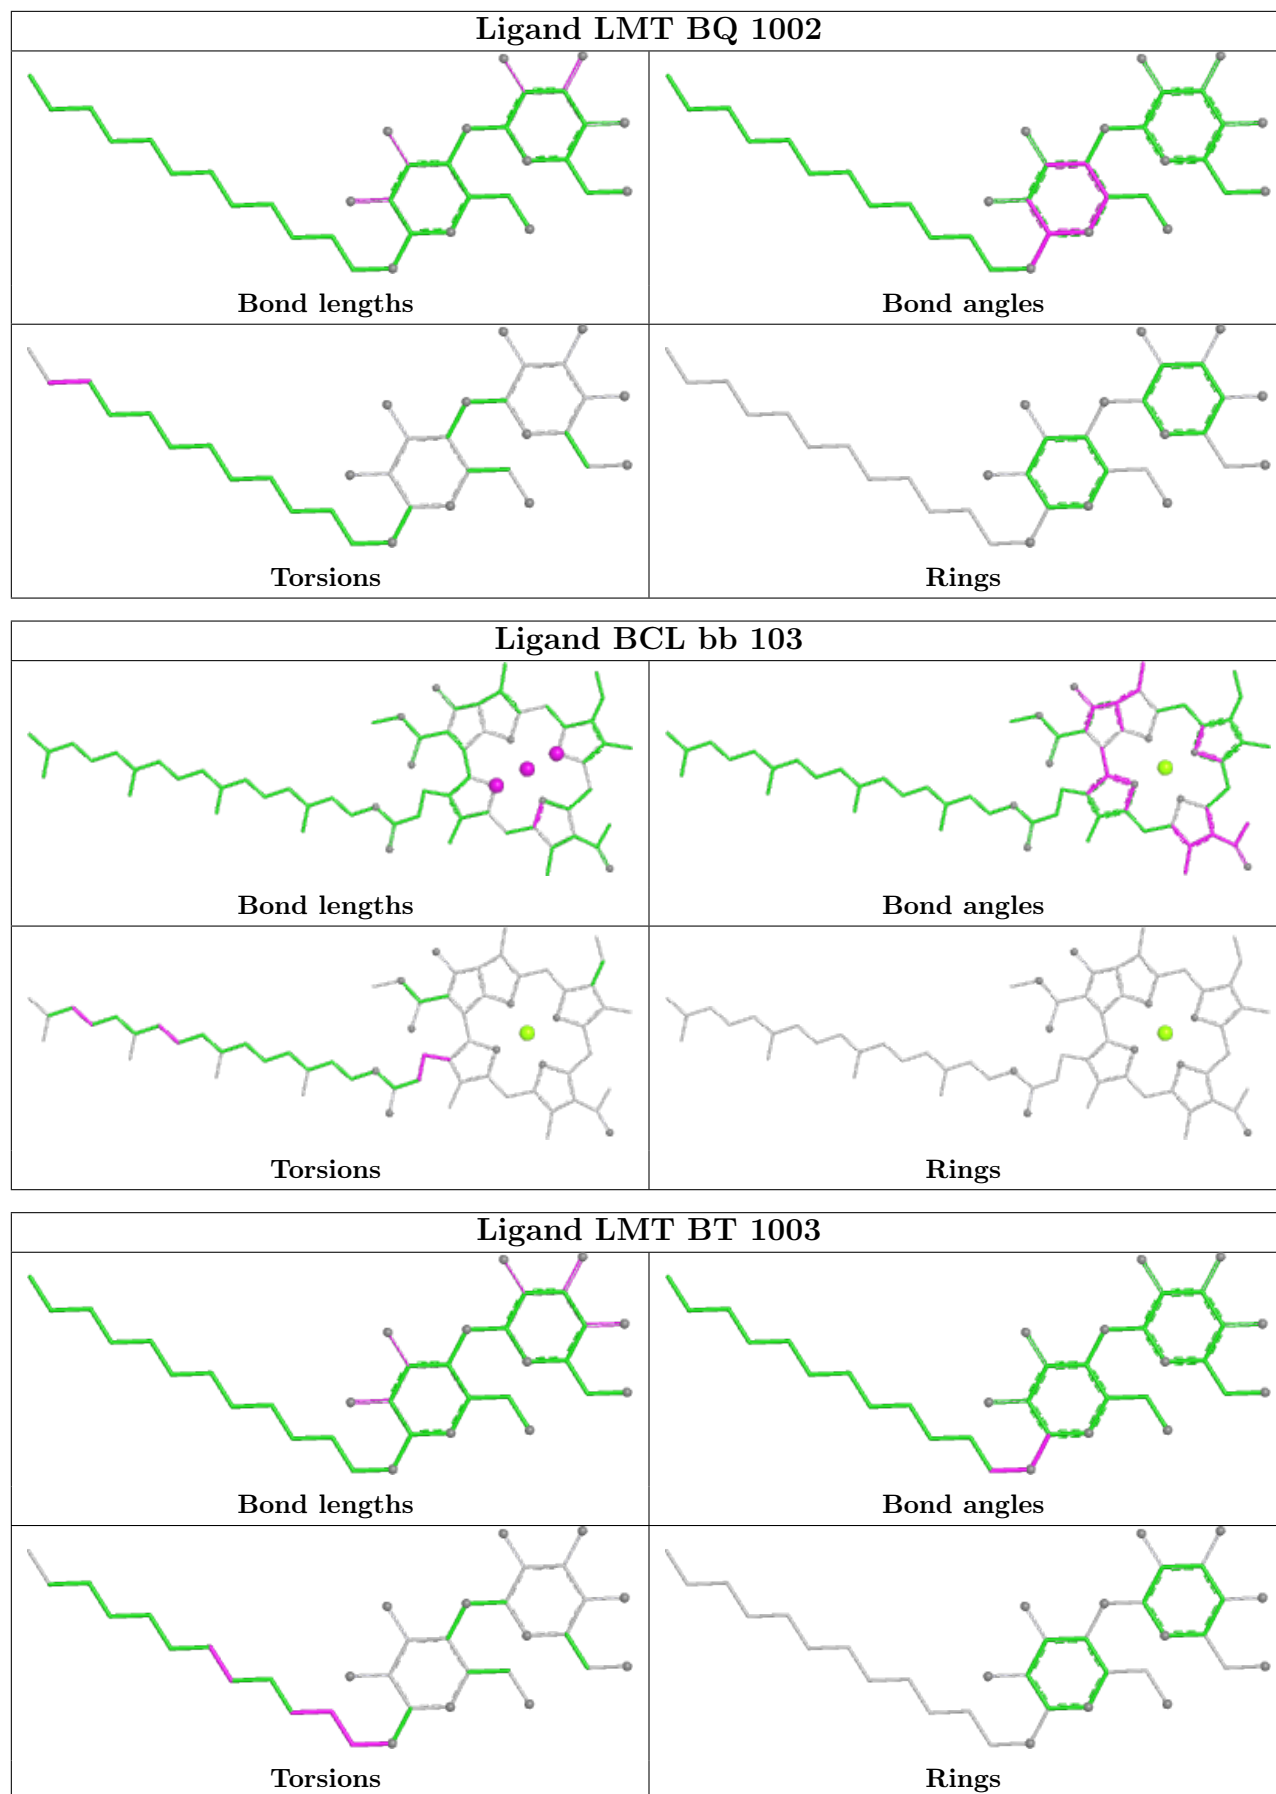 Ligand LMT BQ 1002
Bond lengths
Bond angles
Torsions
Rings
Ligand BCL bb 103
Bond lengths
Bond angles
Torsions
Rings
Ligand LMT BT 1003
Bond lengths
Bond angles
Torsions
Rings